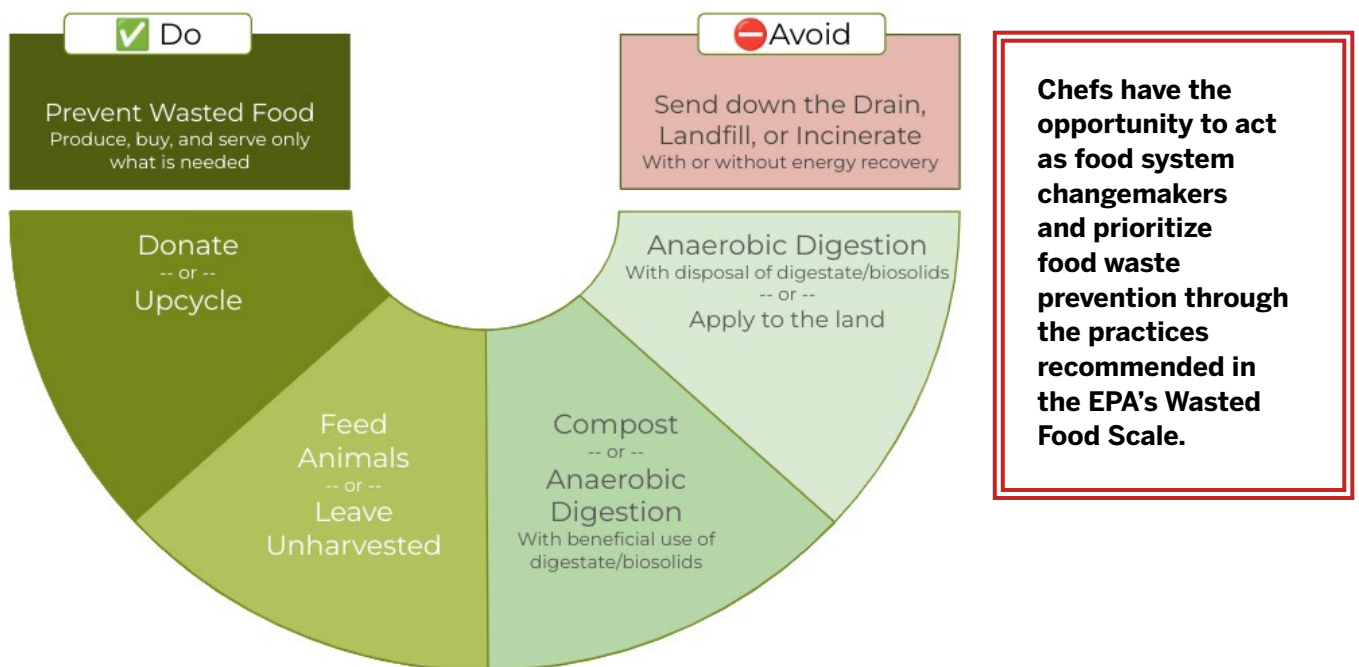 ✅ Do
Prevent Wasted Food
Produce, buy, and serve only
what is needed
Donate
-- or --
Upcycle
Feed
Animals
-- or --
Leave
Unharvested
Compost
-- or --
Anaerobic
Digestion
With beneficial use of
digestate/biosolids
Anaerobic Digestion
With disposal of digestate/biosolids
-- or --
Apply to the land
⛔Avoid
Send down the Drain,
Landfill, or Incinerate
With or without energy recovery
Chefs have the
opportunity to act
as food system
changemakers
and prioritize
food waste
prevention through
the practices
recommended in
the EPA’s Wasted
Food Scale.